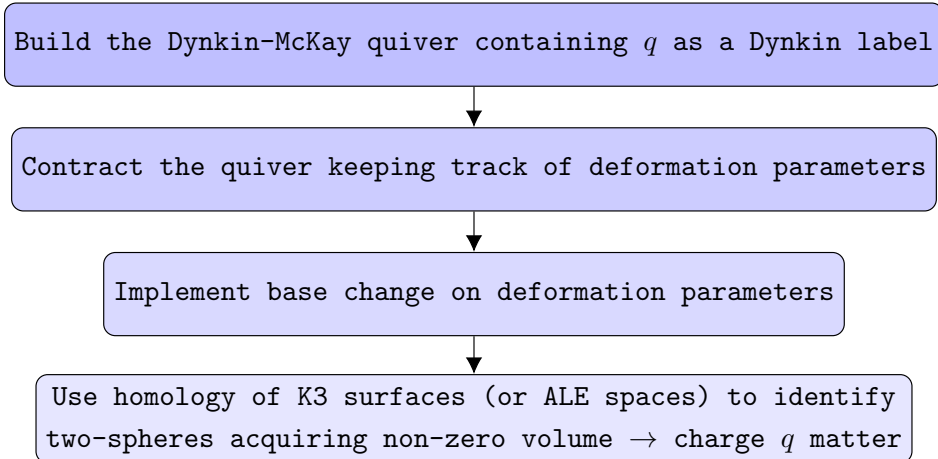 Build the Dynkin-McKay quiver containing q as a Dynkin label
Contract the quiver keeping track of deformation parameters
Implement base change on deformation parameters
Use homology of K3 surfaces (or ALE spaces) to identify
two-spheres acquiring non-zero volume → charge q matter